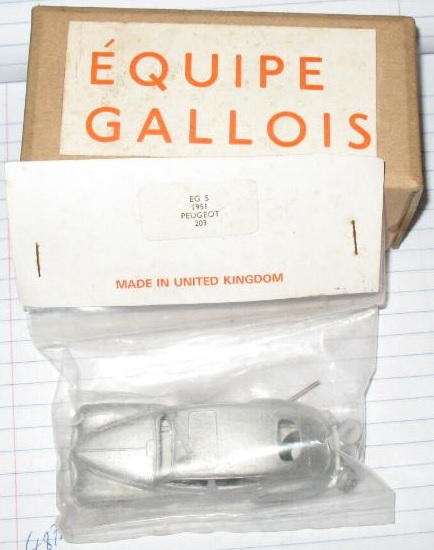 ÉQUIPE
GALLOIS
EG 5
1951
PEUGEOT
203
MADE IN UNITED KINGDOM